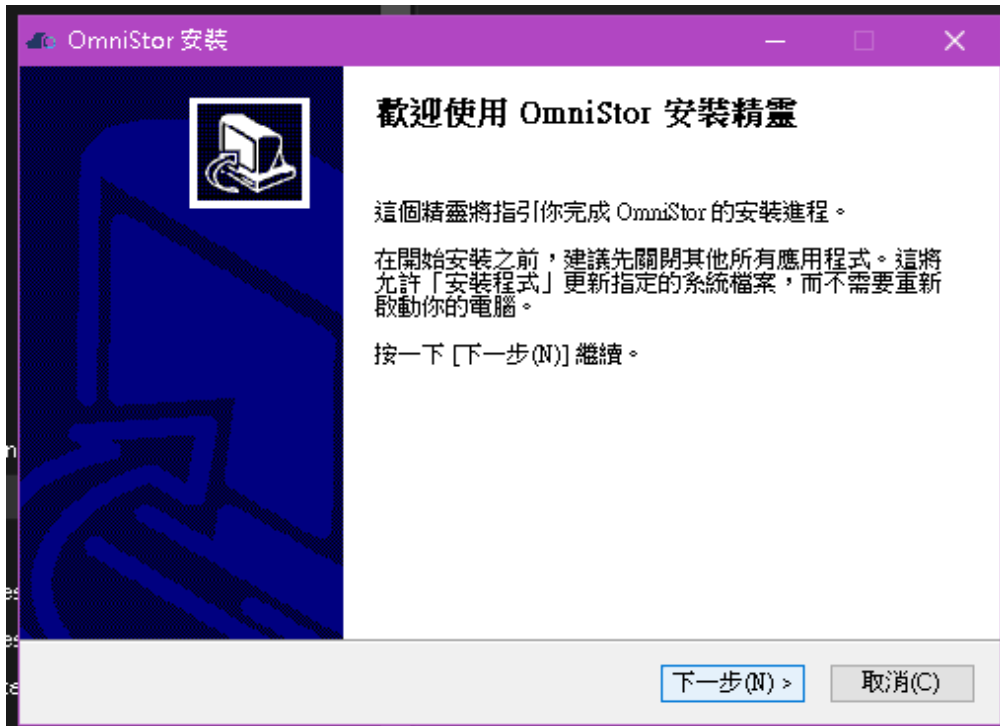 OmniStor 安裝
歡迎使用 OmniStor 安裝精靈
這個精靈將指引你完成 OmniStor 的安裝進程。
在開始安裝之前，建議先關閉其他所有應用程式。這將
允許「安裝程式」更新指定的系統檔案，而不需要重新
啟動你的電腦。
按一下 [下一步(N)] 繼續。
下一步(N) >
取消(C)